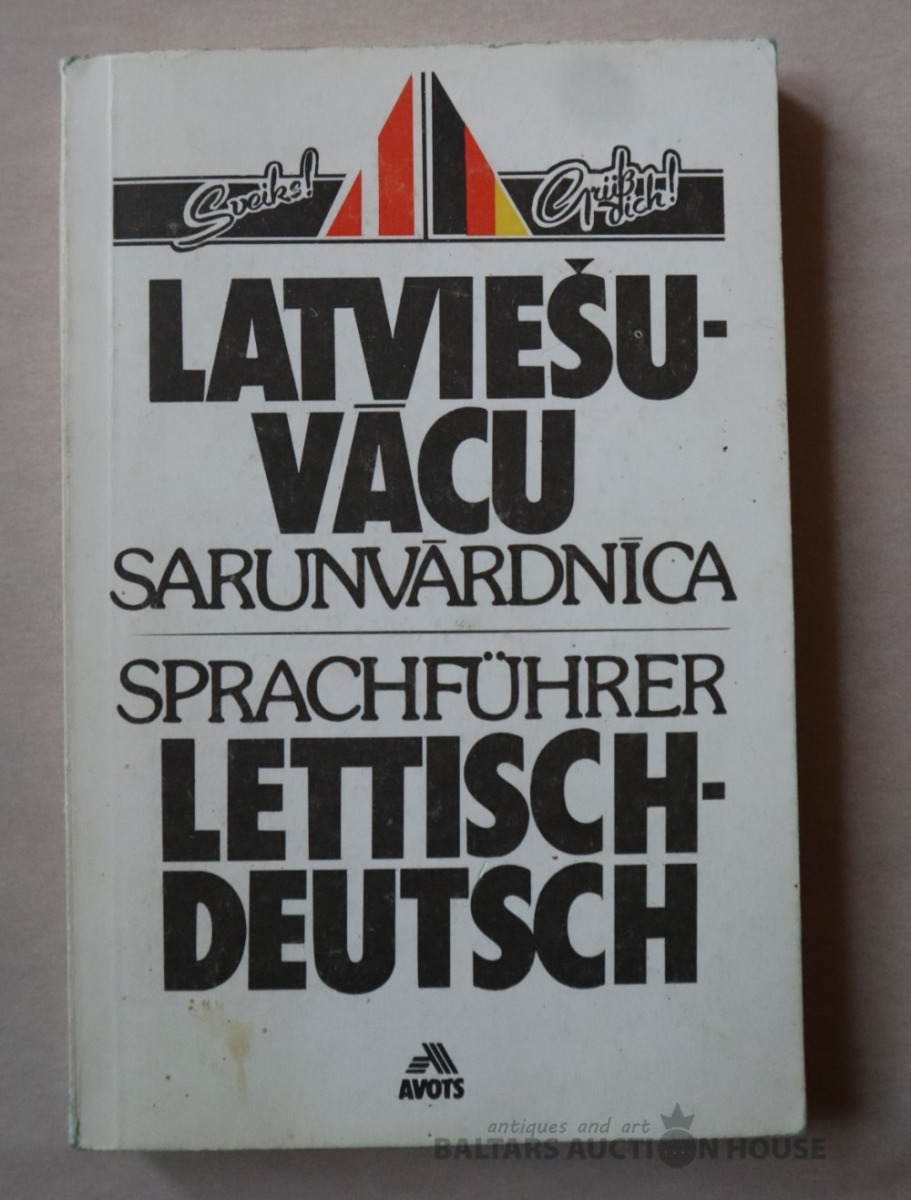 Sveiks!
Grüß dich!
LATVIEŠU-
VĀCU
SARUNVĀRDNĪCA
SPRACHFÜHRER
LETTISCH-
DEUTSCH
AVOTS
antiques and art
BALTARS AUCTION HOUSE